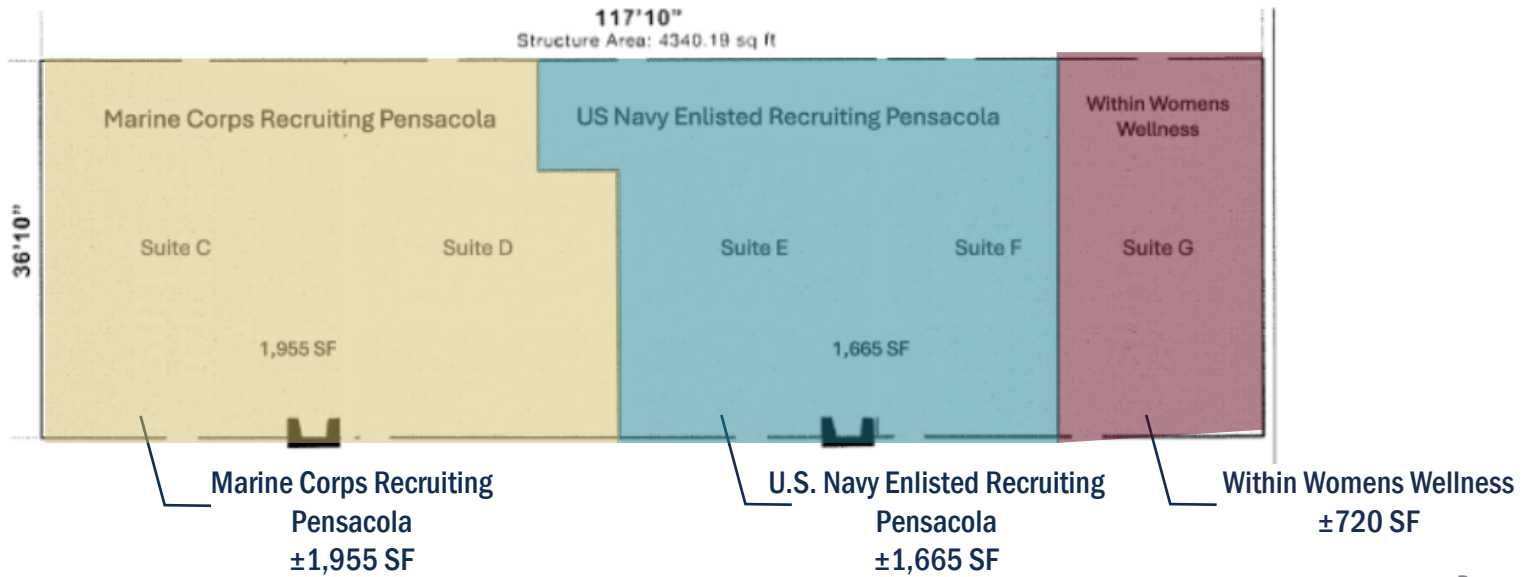 117'10"
Structure Area: 4340.19 sq ft
36'10"
Marine Corps Recruiting Pensacola
US Navy Enlisted Recruiting Pensacola
Within Womens
Wellness
Suite C
Suite D
Suite E
Suite F
Suite G
1,955 SF
1,665 SF
Marine Corps Recruiting
Pensacola
±1,955 SF
U.S. Navy Enlisted Recruiting
Pensacola
±1,665 SF
Within Womens Wellness
±720 SF